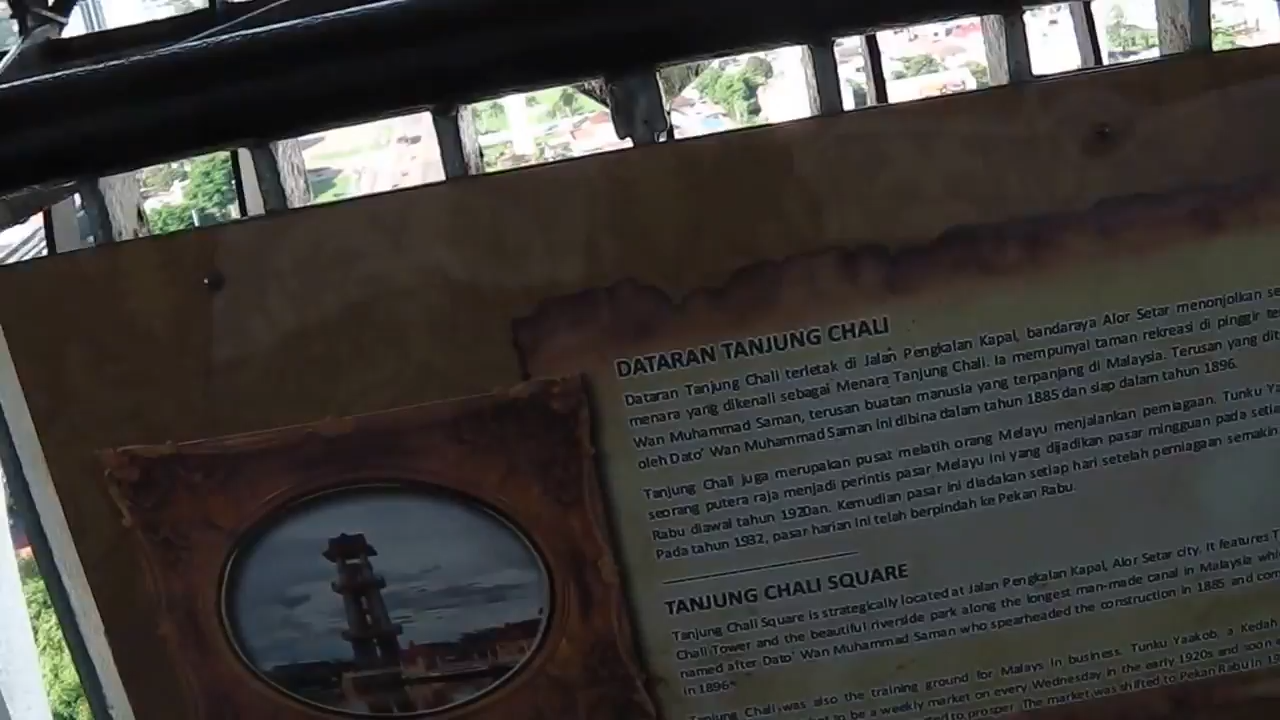 DATARAN TANJUNG CHALI
Dataran Tanjung Chali terletak di Jalan Pengkalan Kapal, bandaraya Alor Setar menonjolkan
menara yang dikenali sebagai Menara Tanjung Chali. Ia mempunyai taman rekreasi di pinggir
Wan Muhammad Saman, terusan buatan manusia yang terpanjang di Malaysia. Terusan yang
oleh Dato' Wan Muhammad Saman ini dibina dalam tahun 1885 dan siap dalam tahun 1896.
Tanjung Chali juga merupakan pusat melatih orang Melayu menjalankan perniagaan. Tunku
seorang putera raja menjadi perintis pasar Melayu ini yang dijadikan pasar mingguan pada
Rabu diawal tahun 1920an. Kemudian pasar ini diadakan setiap hari setelah perniagaan semakin
Pada tahun 1932, pasar harian ini telah berpindah ke Pekan Rabu.
TANJUNG CHALI SQUARE
Tanjung Chali Square is strategically located at Jalan Pengkalan Kapal, Alor Setar city. It features
Chali Tower and the beautiful riverside park along the longest man-made canal in Malaysia
named after Dato' Wan Muhammad Saman who spearheaded the construction in 1885 and
in 1896.
Tanjung Chali was also the training ground for Malays in business. Tunku Yaakob, a Kedah
to be a weekly market on every Wednesday in the early 1920s and soon
to prosper. The market was shifted to Pekan Rabu in